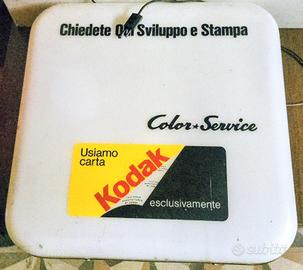 Chiedete Qui Sviluppo e Stampa
Color★Service
Usiamo
carta
Kodak
esclusivamente
subito